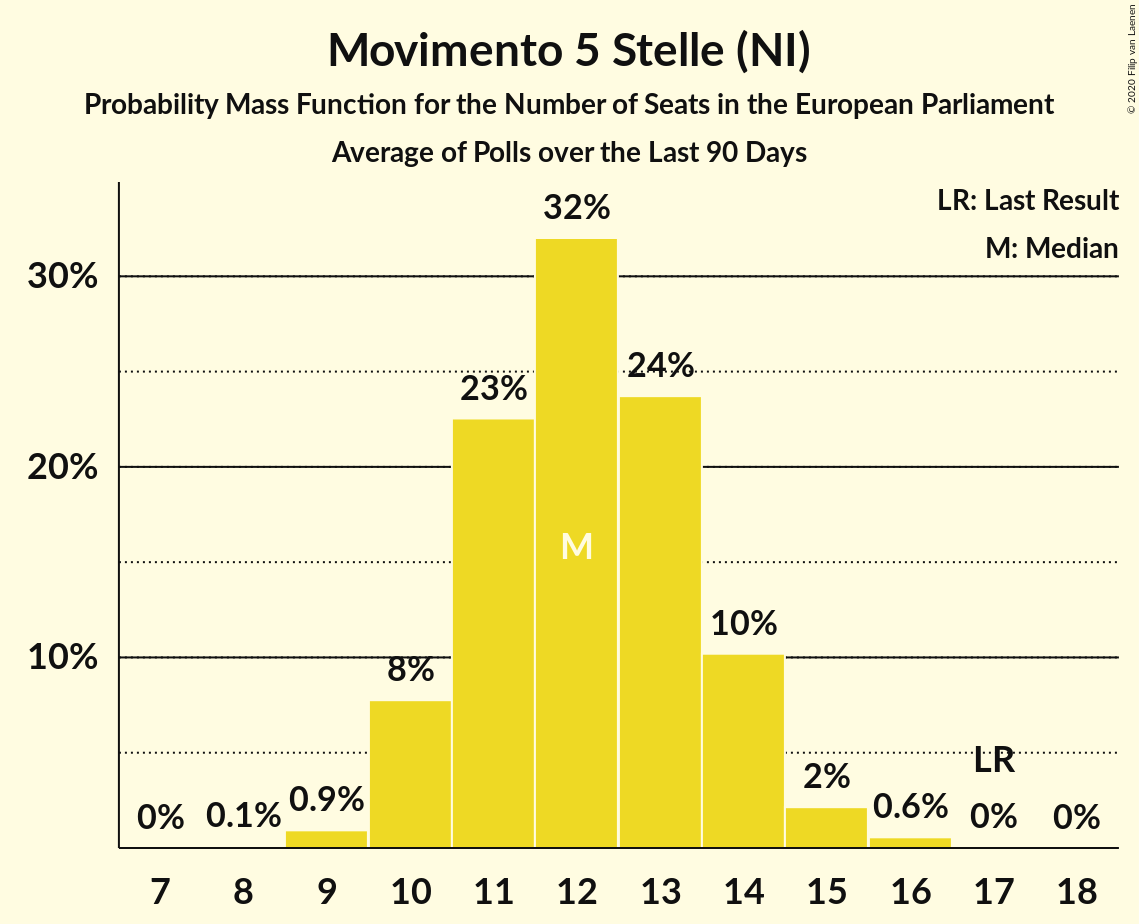 Movimento 5 Stelle (NI)
Probability Mass Function for the Number of Seats in the European Parliament
Average of Polls over the Last 90 Days
© 2020 Filip van Laenen
LR: Last Result
M: Median
30%
20%
10%
0%
0.1%
0.9%
8%
23%
32%
24%
10%
2%
0.6%
0%
0%
M
LR
7 8 9 10 11 12 13 14 15 16 17 18